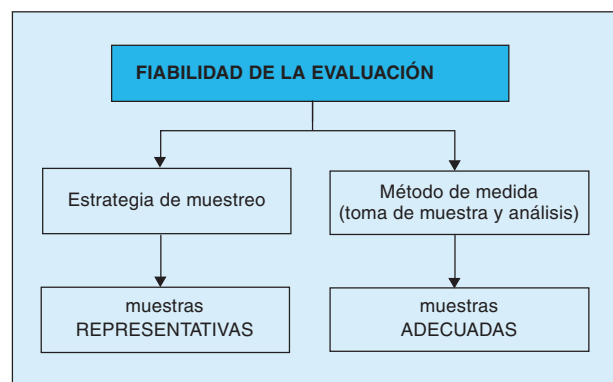 FIABILIDAD DE LA EVALUACIÓN
Estrategia de muestreo
Método de medida
(toma de muestra y análisis)
muestras
REPRESENTATIVAS
muestras
ADECUADAS